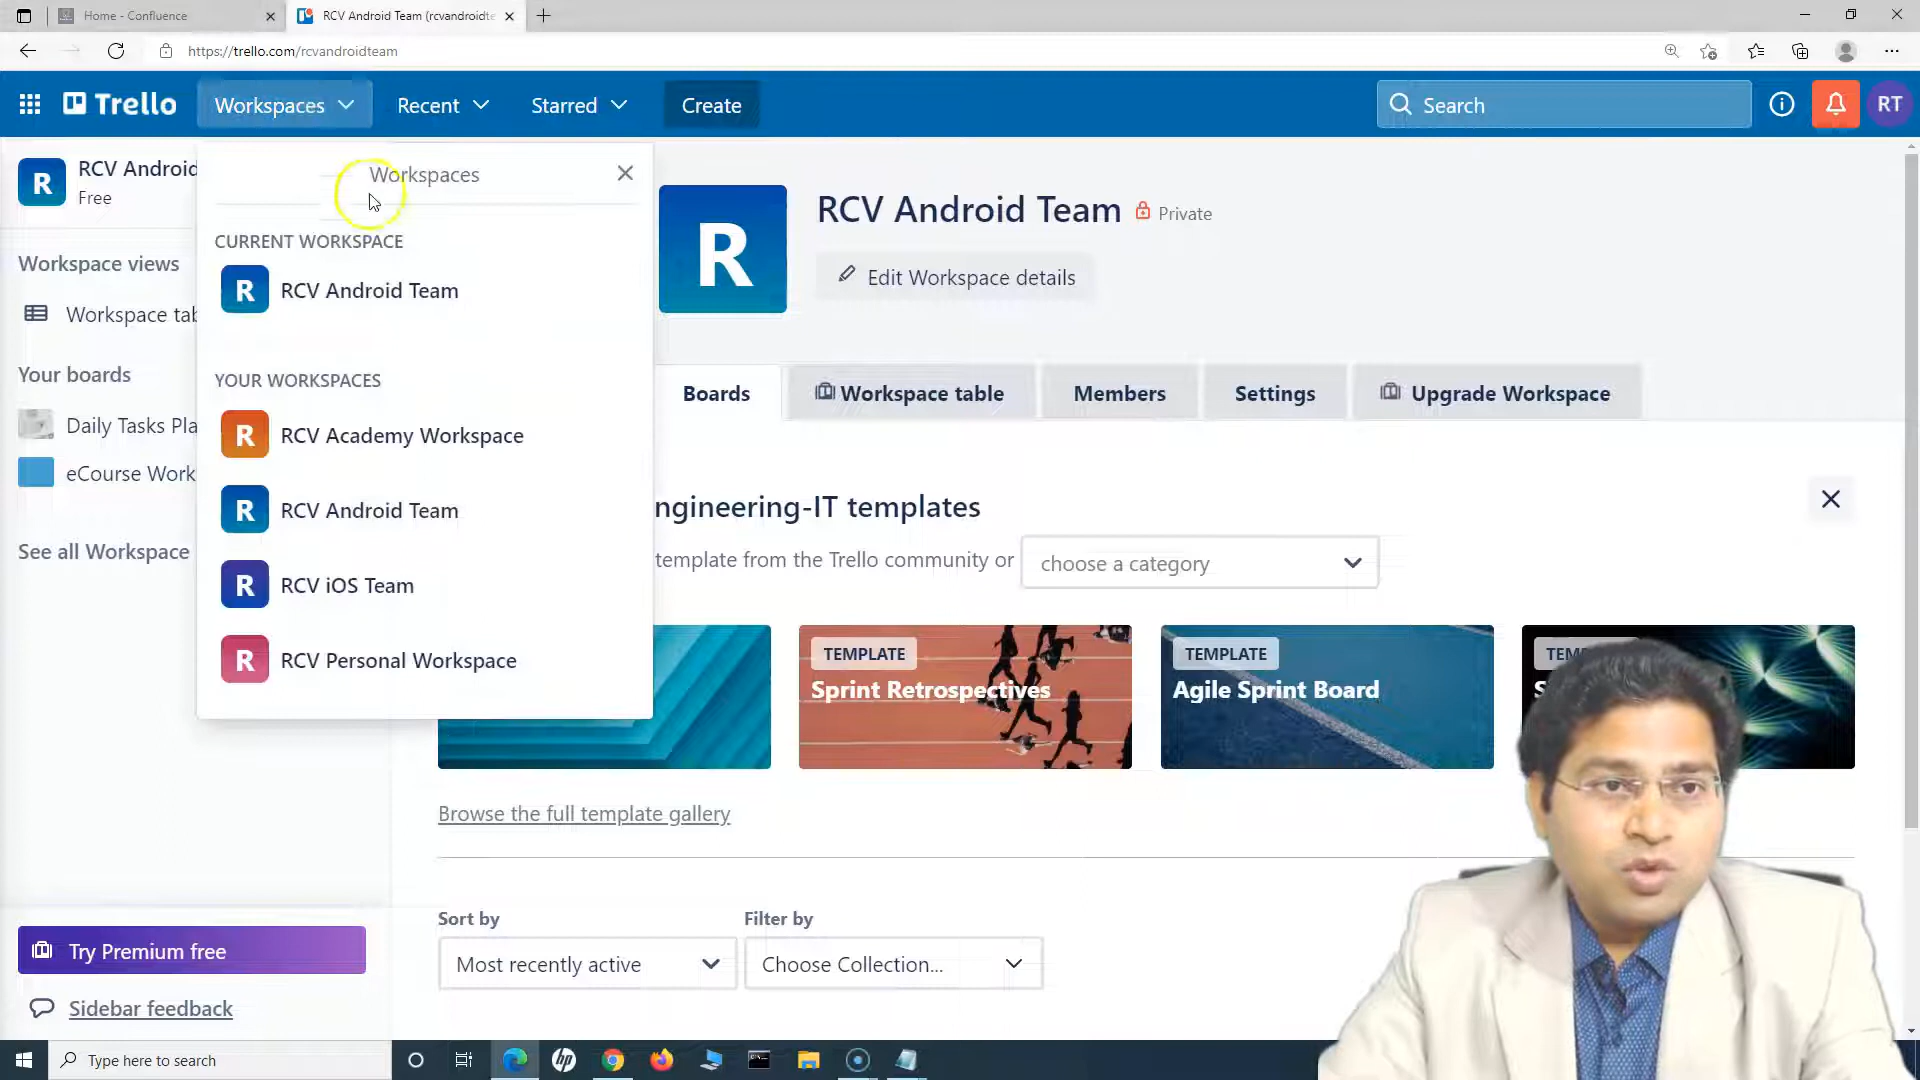 Home - Confluence
RCV Android Team (rcvandroidte
https://trello.com/rcvandroidteam
Trello
Workspaces
Recent
Starred
Create
Search
RT
R
RCV Android
Free
Workspace views
Workspace tab
Your boards
Daily Tasks Pla
eCourse Work
See all Workspace
Try Premium free
Sidebar feedback
Workspaces
CURRENT WORKSPACE
R RCV Android Team
YOUR WORKSPACES
R RCV Academy Workspace
R RCV Android Team
R RCV iOS Team
R RCV Personal Workspace
R
RCV Android Team Private
Edit Workspace details
Boards
Workspace table
Members
Settings
Upgrade Workspace
ngineering-IT templates
template from the Trello community or
choose a category
TEMPLATE
Sprint Retrospectives
TEMPLATE
Agile Sprint Board
Browse the full template gallery
Sort by
Filter by
Most recently active
Choose Collection...
Type here to search
hp